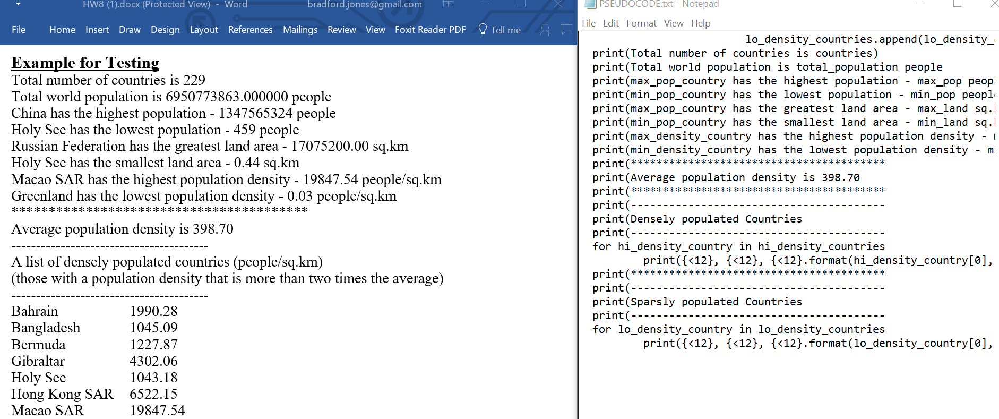 HW8 (1).docx (Protected View) - Word bradford.jones@gmail.com
File Home Insert Draw Design Layout References Mailings Review View Foxit Reader PDF Tell me
Example for Testing
Total number of countries is 229
Total world population is 6950773863.000000 people
China has the highest population - 1347565324 people
Holy See has the lowest population - 459 people
Russian Federation has the greatest land area - 17075200.00 sq.km
Holy See has the smallest land area - 0.44 sq.km
Macao SAR has the highest population density - 19847.54 people/sq.km
Greenland has the lowest population density - 0.03 people/sq.km
****************************************
Average population density is 398.70
----------------------------------------
A list of densely populated countries (people/sq.km)
(those with a population density that is more than two times the average)
----------------------------------------
Bahrain 1990.28
Bangladesh 1045.09
Bermuda 1227.87
Gibraltar 4302.06
Holy See 1043.18
Hong Kong SAR 6522.15
Macao SAR 19847.54
PSEUDOCODE.txt - Notepad
File Edit Format View Help
lo_density_countries.append(lo_density_
print(Total number of countries is countries)
print(Total world population is total_population people
print(max_pop_country has the highest population - max_pop peop
print(min_pop_country has the lowest population - min_pop people
print(max_pop_country has the greatest land area - max_land sq.
print(min_pop_country has the smallest land area - min_land sq.
print(max_density_country has the highest population density -
print(min_density_country has the lowest population density - m
print(****************************************
print(Average population density is 398.70
print(****************************************
print(----------------------------------------
print(Densely populated Countries
print(----------------------------------------
for hi_density_country in hi_density_countries
print({<12}, {<12}, {<12}.format(hi_density_country[0],
print(****************************************
print(----------------------------------------
print(Sparsly populated Countries
print(----------------------------------------
for lo_density_country in lo_density_countries
print({<12}, {<12}, {<12}.format(lo_density_country[0],